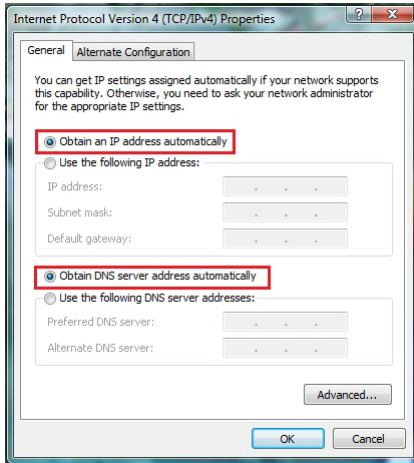 Internet Protocol Version 4 (TCP/IPv4) Properties
General
Alternate Configuration
You can get IP settings assigned automatically if your network supports
this capability. Otherwise, you need to ask your network administrator
for the appropriate IP settings.
Obtain an IP address automatically
Use the following IP address:
IP address:
Subnet mask:
Default gateway:
Obtain DNS server address automatically
Use the following DNS server addresses:
Preferred DNS server:
Alternate DNS server:
Advanced...
OK
Cancel